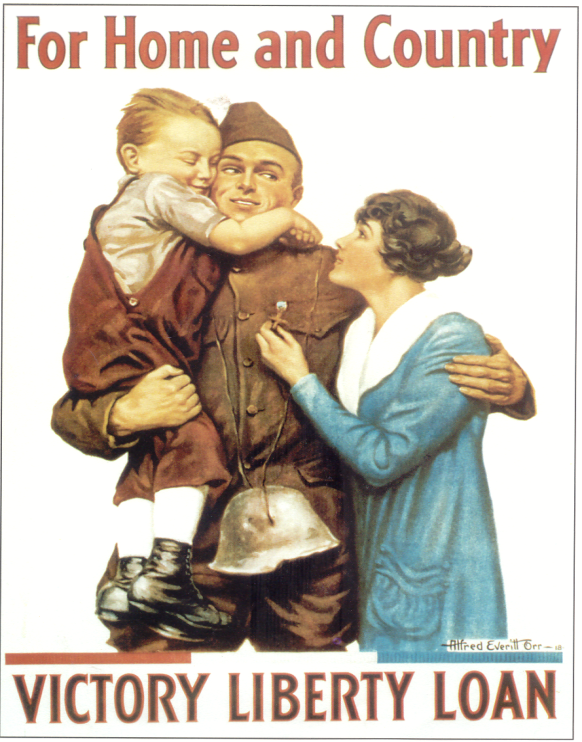 For Home and Country
Alfred Everitt Orr - 18
VICTORY LIBERTY LOAN